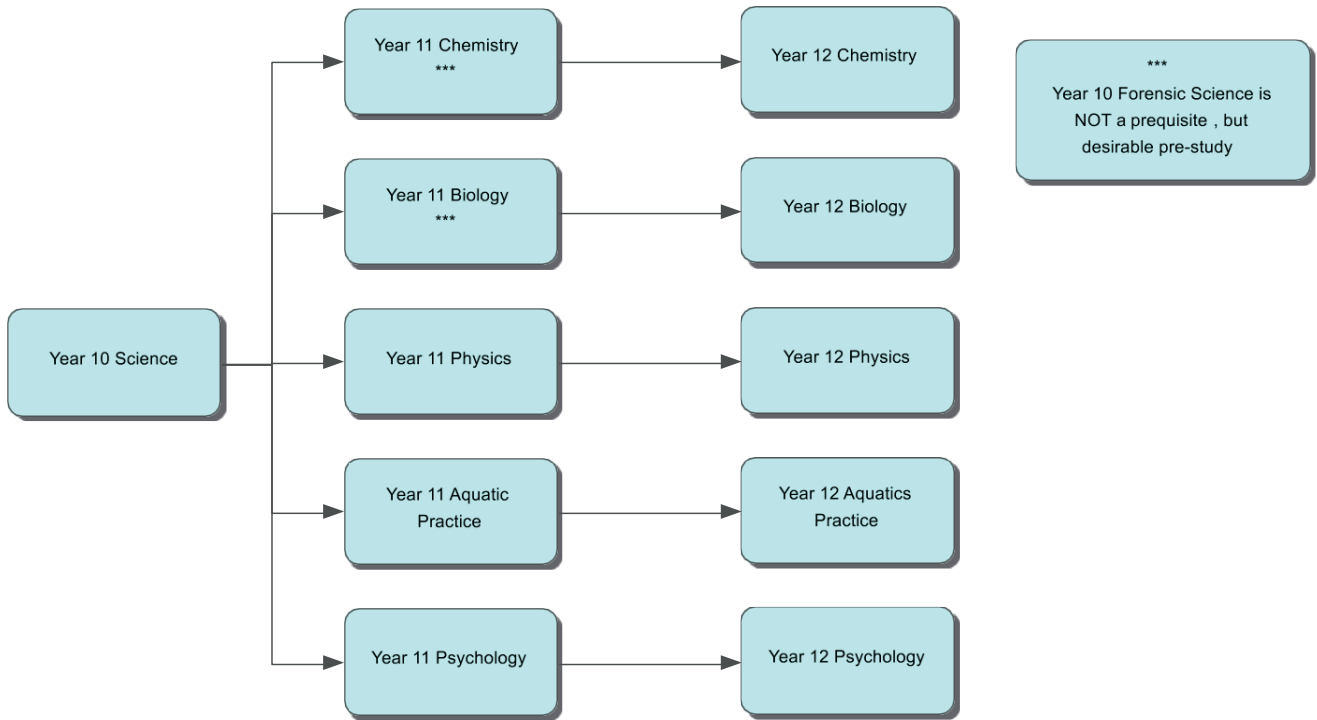 Year 11 Chemistry
***
Year 12 Chemistry
***
Year 10 Forensic Science is
NOT a prequisite , but
desirable pre-study
Year 11 Biology
***
Year 12 Biology
Year 10 Science
Year 11 Physics
Year 12 Physics
Year 11 Aquatic
Practice
Year 12 Aquatics
Practice
Year 11 Psychology
Year 12 Psychology